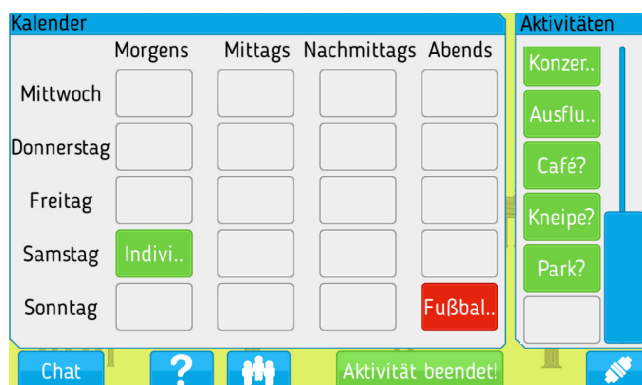 Kalender
Aktivitäten
Morgens Mittags Nachmittags Abends
Konzer..
Mittwoch
Ausflu..
Donnerstag
Café?
Freitag
Kneipe?
Samstag Indivi..
Park?
Sonntag Fußbal..
Chat ? Aktivität beendet!